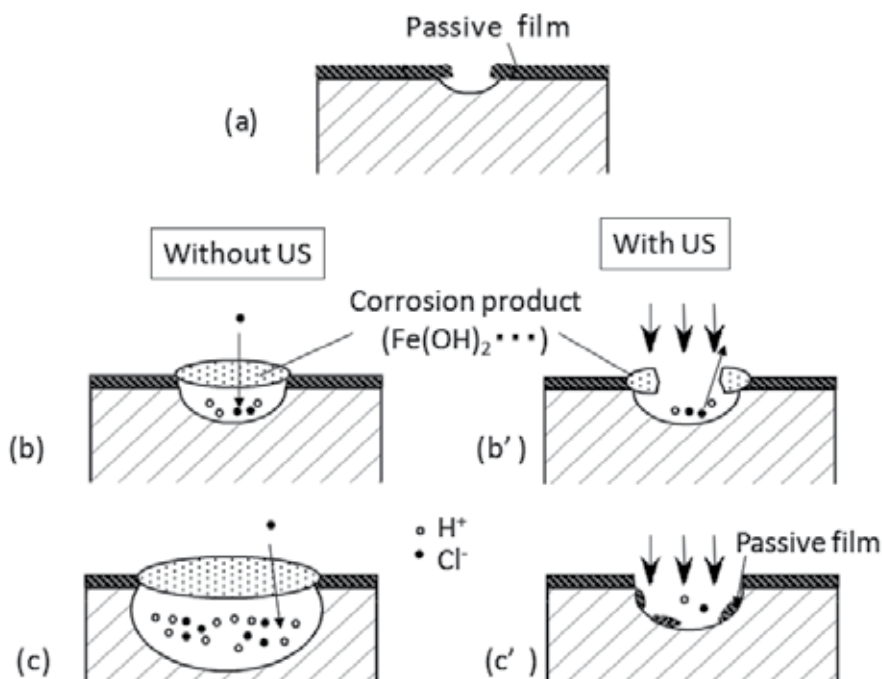 Passive film
(a)
Without US
With US
Corrosion product
(Fe(OH)₂ ･･･)
(b)
(b’ )
H⁺
Cl⁻
Passive film
(c)
(c’ )